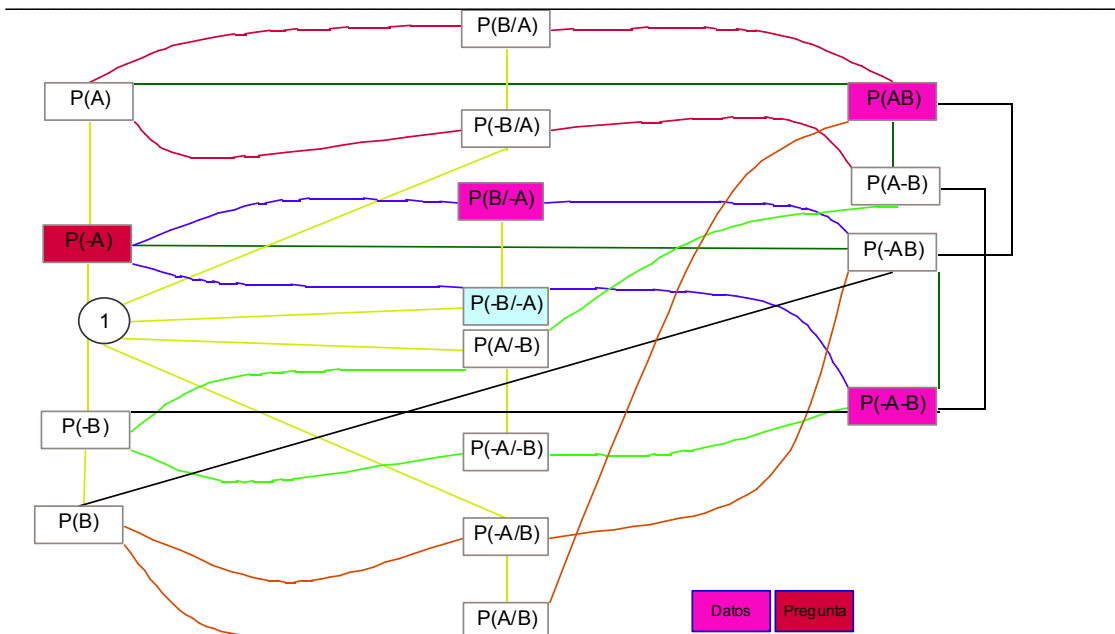 P(B/A)
P(A)
P(AB)
P(-B/A)
P(A-B)
P(B/-A)
P(-A)
P(-AB)
P(-B/-A)
1
P(A/-B)
P(-A-B)
P(-B)
P(-A/-B)
P(B)
P(-A/B)
P(A/B)
Datos
Pregunta